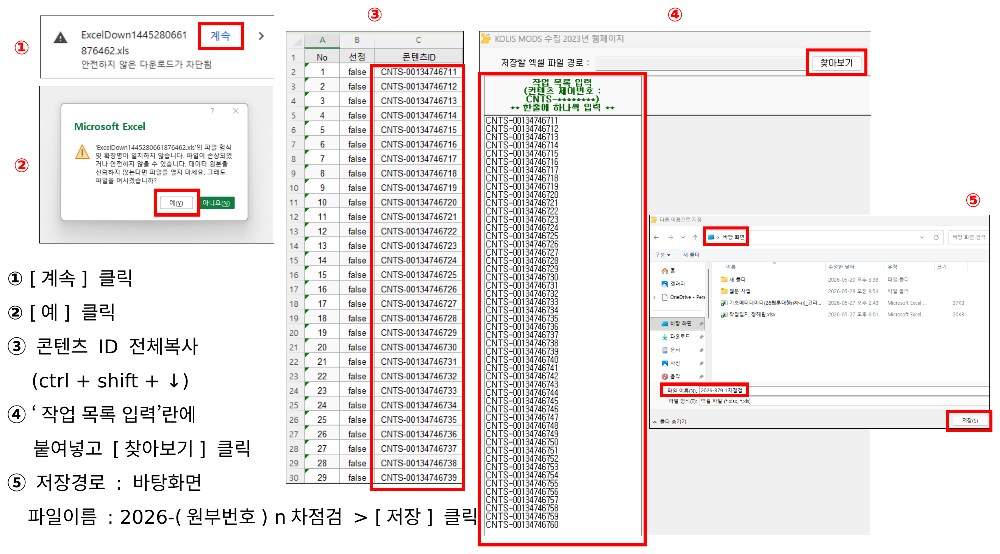 ①
ExcelDown1445280661
876462.xls
계속
안전하지 않은 다운로드가 차단됨
②
?
Microsoft Excel
'ExcelDown1445280661876462.xls'의 파일 형식
및 확장명이 일치하지 않습니다. 파일이 손상되었
거나 안전하지 않을 수 있습니다. 데이터 원본을
신뢰하지 않는다면 파일을 열지 마세요. 그래도
파일을 여시겠습니까?
예(Y) 아니요(N)
① [ 계속 ] 클릭
② [ 예 ] 클릭
③ 콘텐츠 ID 전체복사
(ctrl + shift + ↓)
④ ‘ 작업 목록 입력’란에
붙여넣고 [ 찾아보기 ] 클릭
⑤ 저장경로 : 바탕화면
파일이름 : 2026-( 원부번호 ) n 차점검 > [ 저장 ] 클릭
③
A B C
1 No 선정 콘텐츠ID
2 1 false CNTS-00134746711
3 2 false CNTS-00134746712
4 3 false CNTS-00134746713
5 4 false CNTS-00134746714
6 5 false CNTS-00134746715
7 6 false CNTS-00134746716
8 7 false CNTS-00134746717
9 8 false CNTS-00134746718
10 9 false CNTS-00134746719
11 10 false CNTS-00134746720
12 11 false CNTS-00134746721
13 12 false CNTS-00134746722
14 13 false CNTS-00134746723
15 14 false CNTS-00134746724
16 15 false CNTS-00134746725
17 16 false CNTS-00134746726
18 17 false CNTS-00134746727
19 18 false CNTS-00134746728
20 19 false CNTS-00134746729
21 20 false CNTS-00134746730
22 21 false CNTS-00134746731
23 22 false CNTS-00134746732
24 23 false CNTS-00134746733
25 24 false CNTS-00134746734
26 25 false CNTS-00134746735
27 26 false CNTS-00134746736
28 27 false CNTS-00134746737
29 28 false CNTS-00134746738
30 29 false CNTS-00134746739
④
KOLIS MODS 수집 2023년 웹페이지
저장할 엑셀 파일 경로 : 찾아보기
작업 목록 입력
(컨텐츠 제어번호 :
CNTS-********)
** 한줄에 하나씩 입력 **
CNTS-00134746711
CNTS-00134746712
CNTS-00134746713
CNTS-00134746714
CNTS-00134746715
CNTS-00134746716
CNTS-00134746717
CNTS-00134746718
CNTS-00134746719
CNTS-00134746720
CNTS-00134746721
CNTS-00134746722
CNTS-00134746723
CNTS-00134746724
CNTS-00134746725
CNTS-00134746726
CNTS-00134746727
CNTS-00134746728
CNTS-00134746729
CNTS-00134746730
CNTS-00134746731
CNTS-00134746732
CNTS-00134746733
CNTS-00134746734
CNTS-00134746735
CNTS-00134746736
CNTS-00134746737
CNTS-00134746738
CNTS-00134746739
CNTS-00134746740
CNTS-00134746741
CNTS-00134746742
CNTS-00134746743
CNTS-00134746744
CNTS-00134746745
CNTS-00134746746
CNTS-00134746747
CNTS-00134746748
CNTS-00134746749
CNTS-00134746750
CNTS-00134746751
CNTS-00134746752
CNTS-00134746753
CNTS-00134746754
CNTS-00134746755
CNTS-00134746756
CNTS-00134746757
CNTS-00134746758
CNTS-00134746759
CNTS-00134746760
⑤
다른 이름으로 저장
바탕 화면
바탕 화면 검색
구성 새 폴더
홈
갤러리
OneDrive - Pers
바탕 화면
다운로드
문서
사진
음악
이름 수정한 날짜 유형 크기
새 폴더 2026-05-20 오후 3:38 파일 폴더
웹툰 사업 2026-05-28 오전 8:54 파일 폴더
기초메타데이터(26웹툰대행n차-n)_코리... 2026-05-27 오후 2:43 Microsoft Excel ... 37KB
작업일지_정혜림.xlsx 2026-05-27 오후 6:01 Microsoft Excel ... 20KB
파일 이름(N): 2026-379 1차점검
파일 형식(T): 엑셀 파일 (*.xlsx, *.xls)
폴더 숨기기
저장(S)